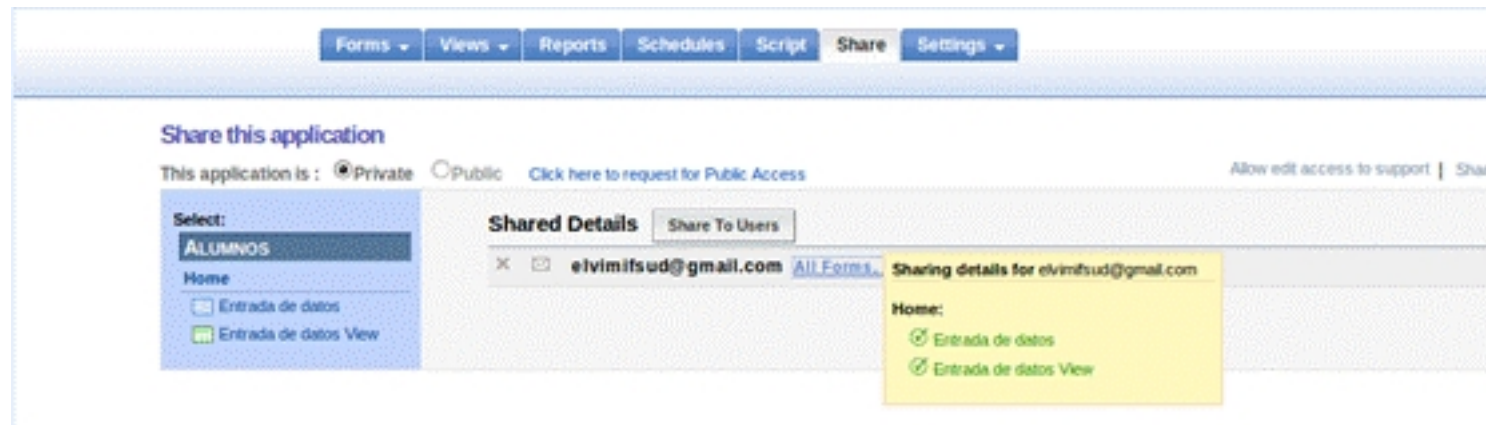 Forms Views Reports Schedules Script Share Settings
Share this application
This application is : Private Public Click here to request for Public Access Allow edit access to support |
Select:
Shared Details Share To Users
ALUMNOS
elvimifsud@gmail.com All Forms.. Sharing details for elvimifsud@gmail.com
Home
Entrada de datos
Entrada de datos View
Home:
Entrada de datos
Entrada de datos View